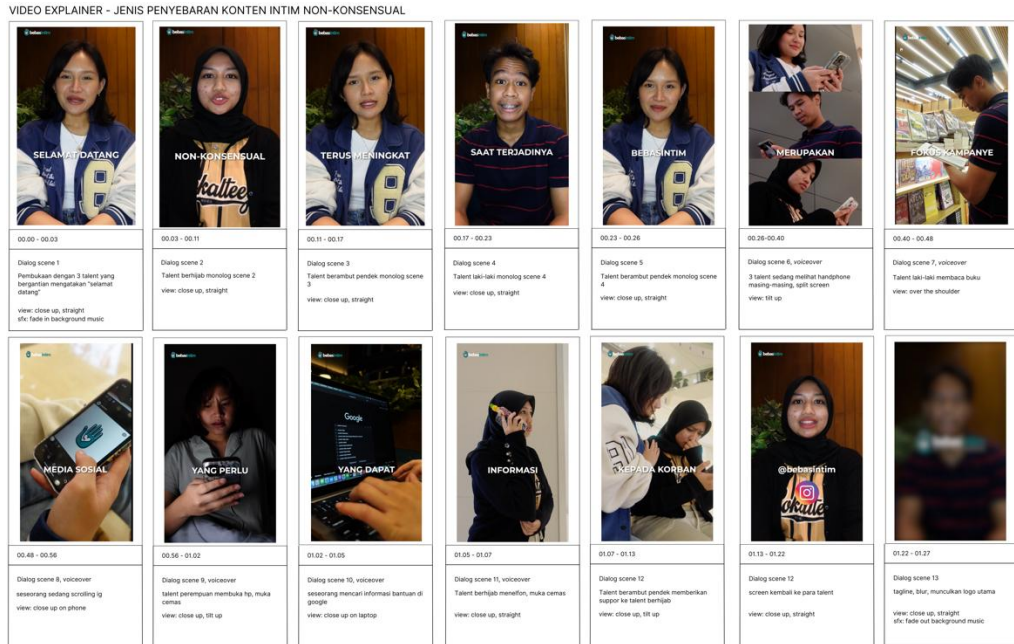 VIDEO EXPLAINER - JENIS PENYEBARAN KONTEN INTIM NON-KONSENSUAL
bebasintim
SELAMAT DATANG
00.00 - 00.03
Dialog scene 1
Pembukaan dengan 3 talent yang
bergantian mengatakan "selamat
datang"
view: close up, straight
sfx: fade in background music
bebasintim
NON-KONSENSUAL
kaltee
00.03 - 00.11
Dialog scene 2
Talent berhijab monolog scene 2
view: close up, straight
bebasintim
TERUS MENINGKAT
00.11 - 00.17
Dialog scene 3
Talent berambut pendek monolog scene
3
view: close up, straight
bebasintim
SAAT TERJADINYA
00.17 - 00.23
Dialog scene 4
Talent laki-laki monolog scene 4
view: close up, straight
bebasintim
BEBASINTIM
00.23 - 00.26
Dialog scene 5
Talent berambut pendek monolog scene
4
view: close up, straight
MERUPAKAN
00.26-00.40
Dialog scene 6, voiceover
3 talent sedang melihat handphone
masing-masing, split screen
view: tilt up
FOKUS KAMPANYE
00.40 - 00.48
Dialog scene 7, voiceover
Talent laki-laki membaca buku
view: over the shoulder
bebasintim
MEDIA SOSIAL
00.48 - 00.56
Dialog scene 8, voiceover
seseorang sedang scrolling ig
view: close up on phone
bebasintim
YANG PERLU
00.56 - 01.02
Dialog scene 9, voiceover
talent perempuan membuka hp, muka
cemas
view: close up, tilt up
bebasintim
Google
YANG DAPAT
01.02 - 01.05
Dialog scene 10, voiceover
seseorang mencari informasi bantuan di
google
view: close up on laptop
bebasintim
INFORMASI
01.05 - 01.07
Dialog scene 11, voiceover
Talent berhijab menelfon, muka cemas
view: close up, straight
bebasintim
KEPADA KORBAN
01.07 - 01.13
Dialog scene 12
Talent berambut pendek memberikan
suppor ke talent berhijab
view: close up, tilt up
bebasintim
@bebasintim
01.13 - 01.22
Dialog scene 12
screen kembali ke para talent
view: close up, straight
bebasintim
01.22 - 01.27
Dialog scene 13
tagline, blur, munculkan logo utama
view: close up, straight
sfx: fade out background music